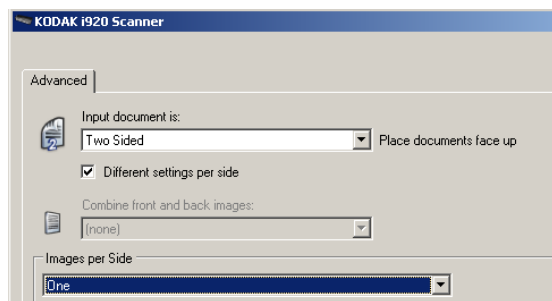 KODAK i920 Scanner
Advanced
Input document is:
Two Sided Place documents face up
Different settings per side
Combine front and back images:
(none)
Images per Side
One